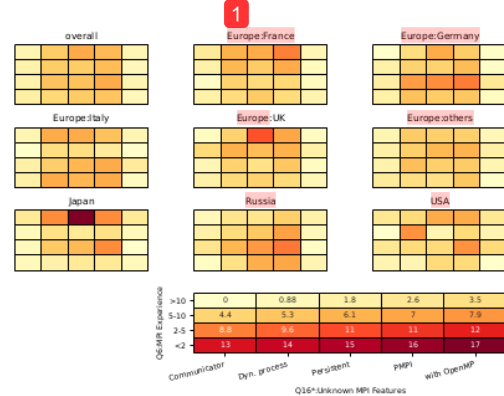 1
overall Europe:France Europe:Germany
Europe:Italy Europe:UK Europe:others
Japan Russia USA
Q6:MPI Experience
>10 0 0.88 1.8 2.6 3.5
5-10 4.4 5.3 6.1 7 7.9
2-5 8.8 9.6 11 11 12
<2 13 14 15 16 17
Communicator Dyn. process Persistent PMPI with OpenMP
Q16*:Unknown MPI Features